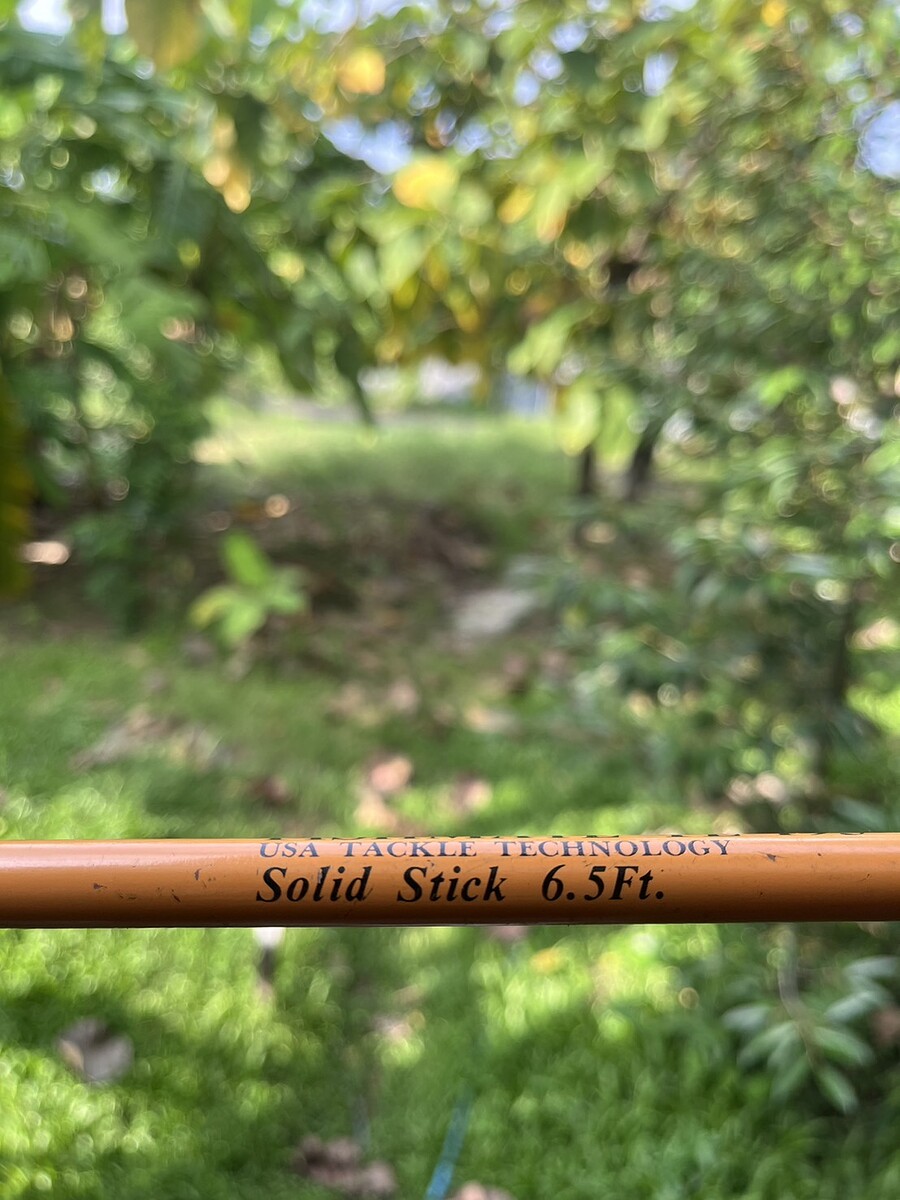 USA TACKLE TECHNOLOGY
Solid Stick 6.5Ft.